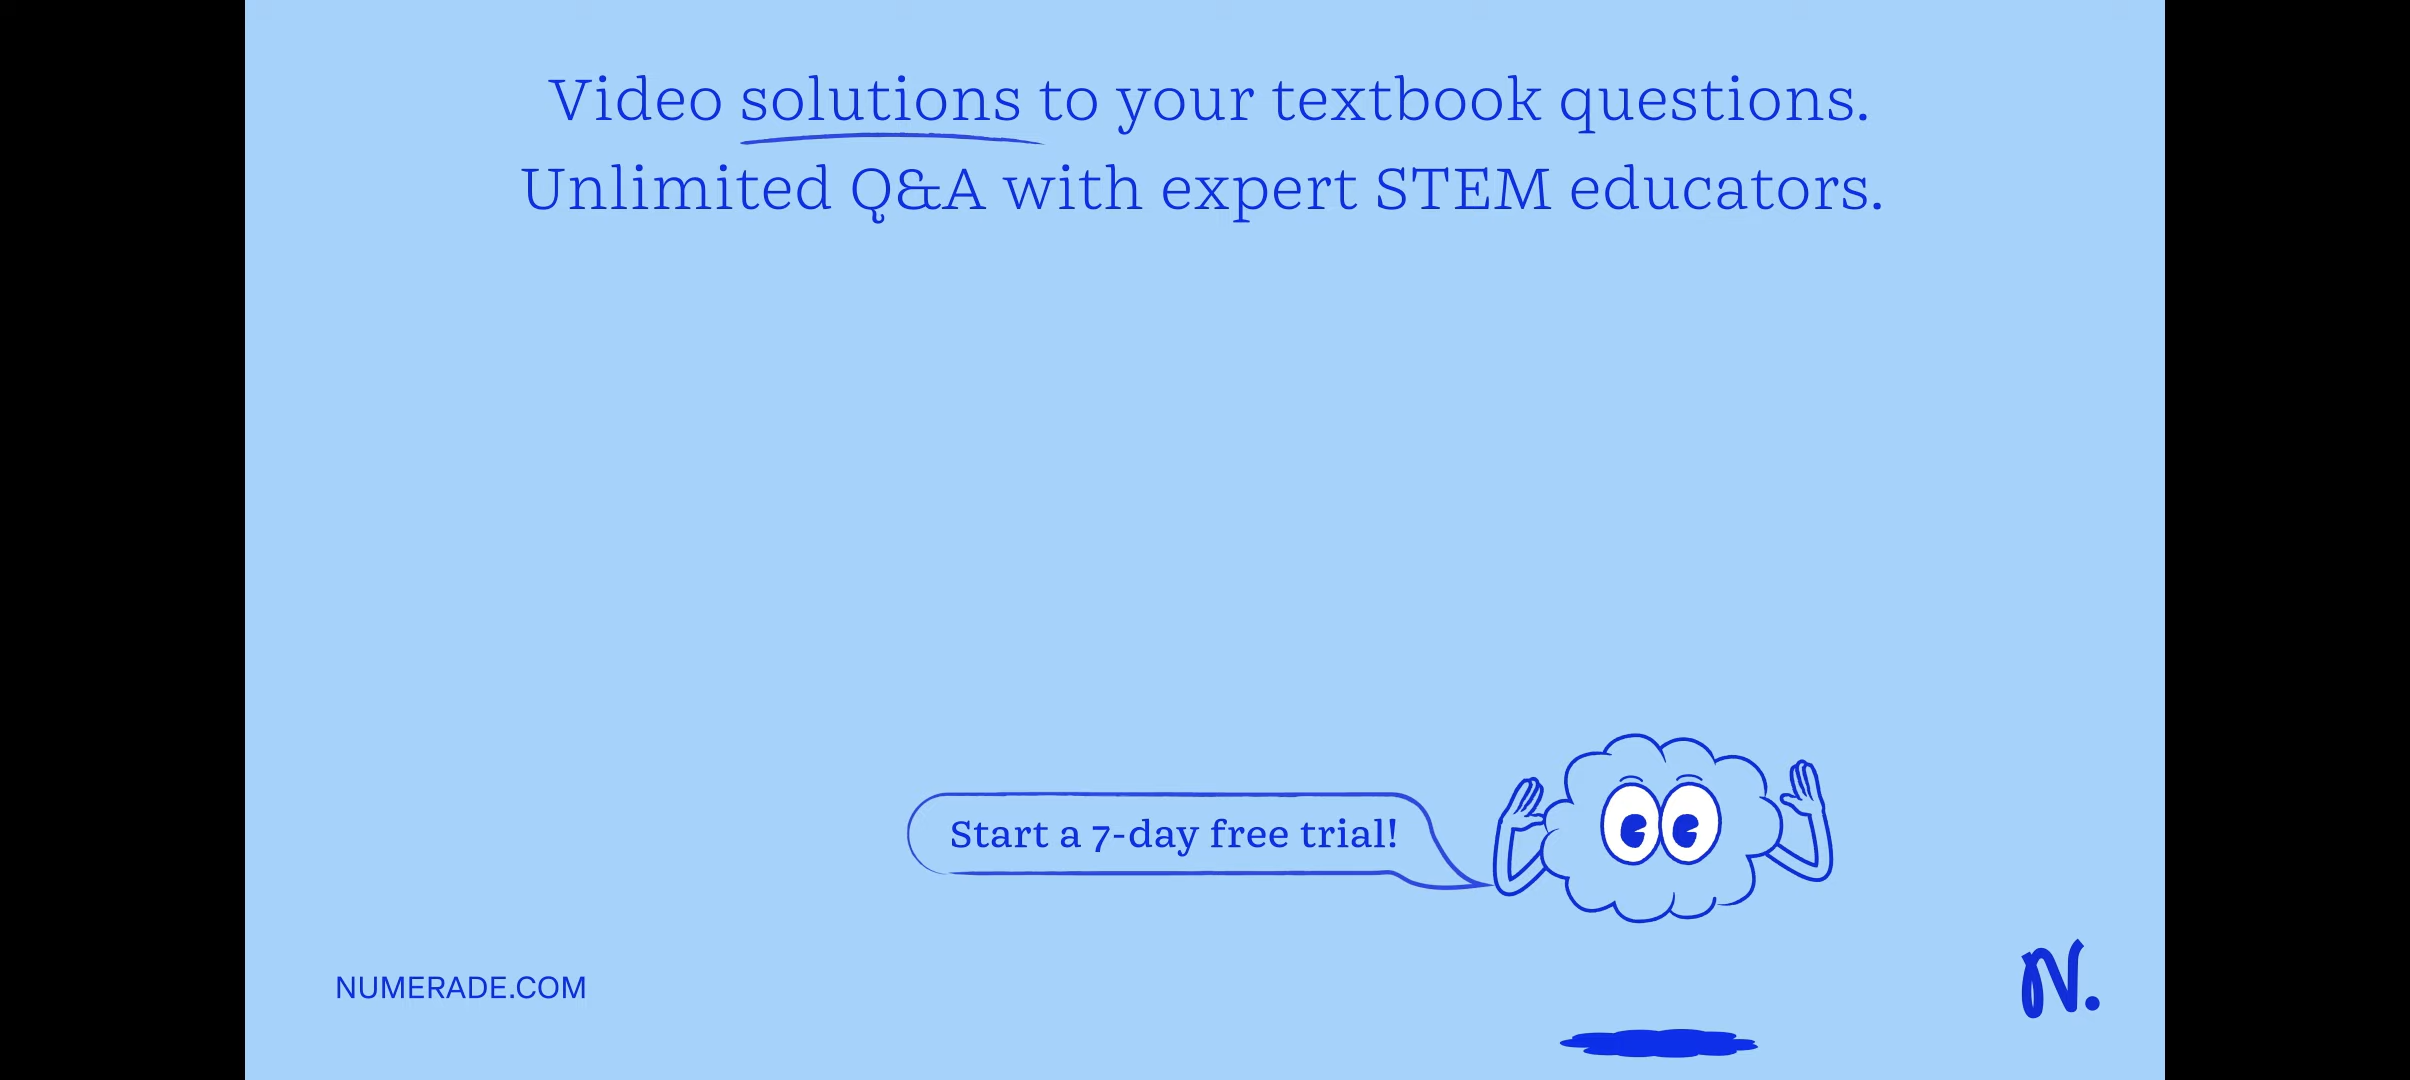 Video solutions to your textbook questions.
Unlimited Q&A with expert STEM educators.
Start a 7-day free trial!
NUMERADE.COM
N.